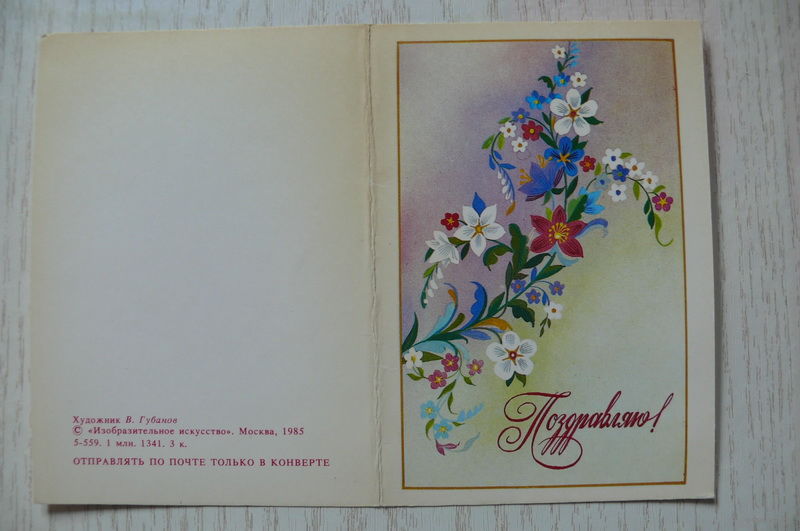 Художник В. Губанов
© «Изобразительное искусство». Москва, 1985
5-559. 1 млн. 1341. 3 к.
ОТПРАВЛЯТЬ ПО ПОЧТЕ ТОЛЬКО В КОНВЕРТЕ
Поздравляю!